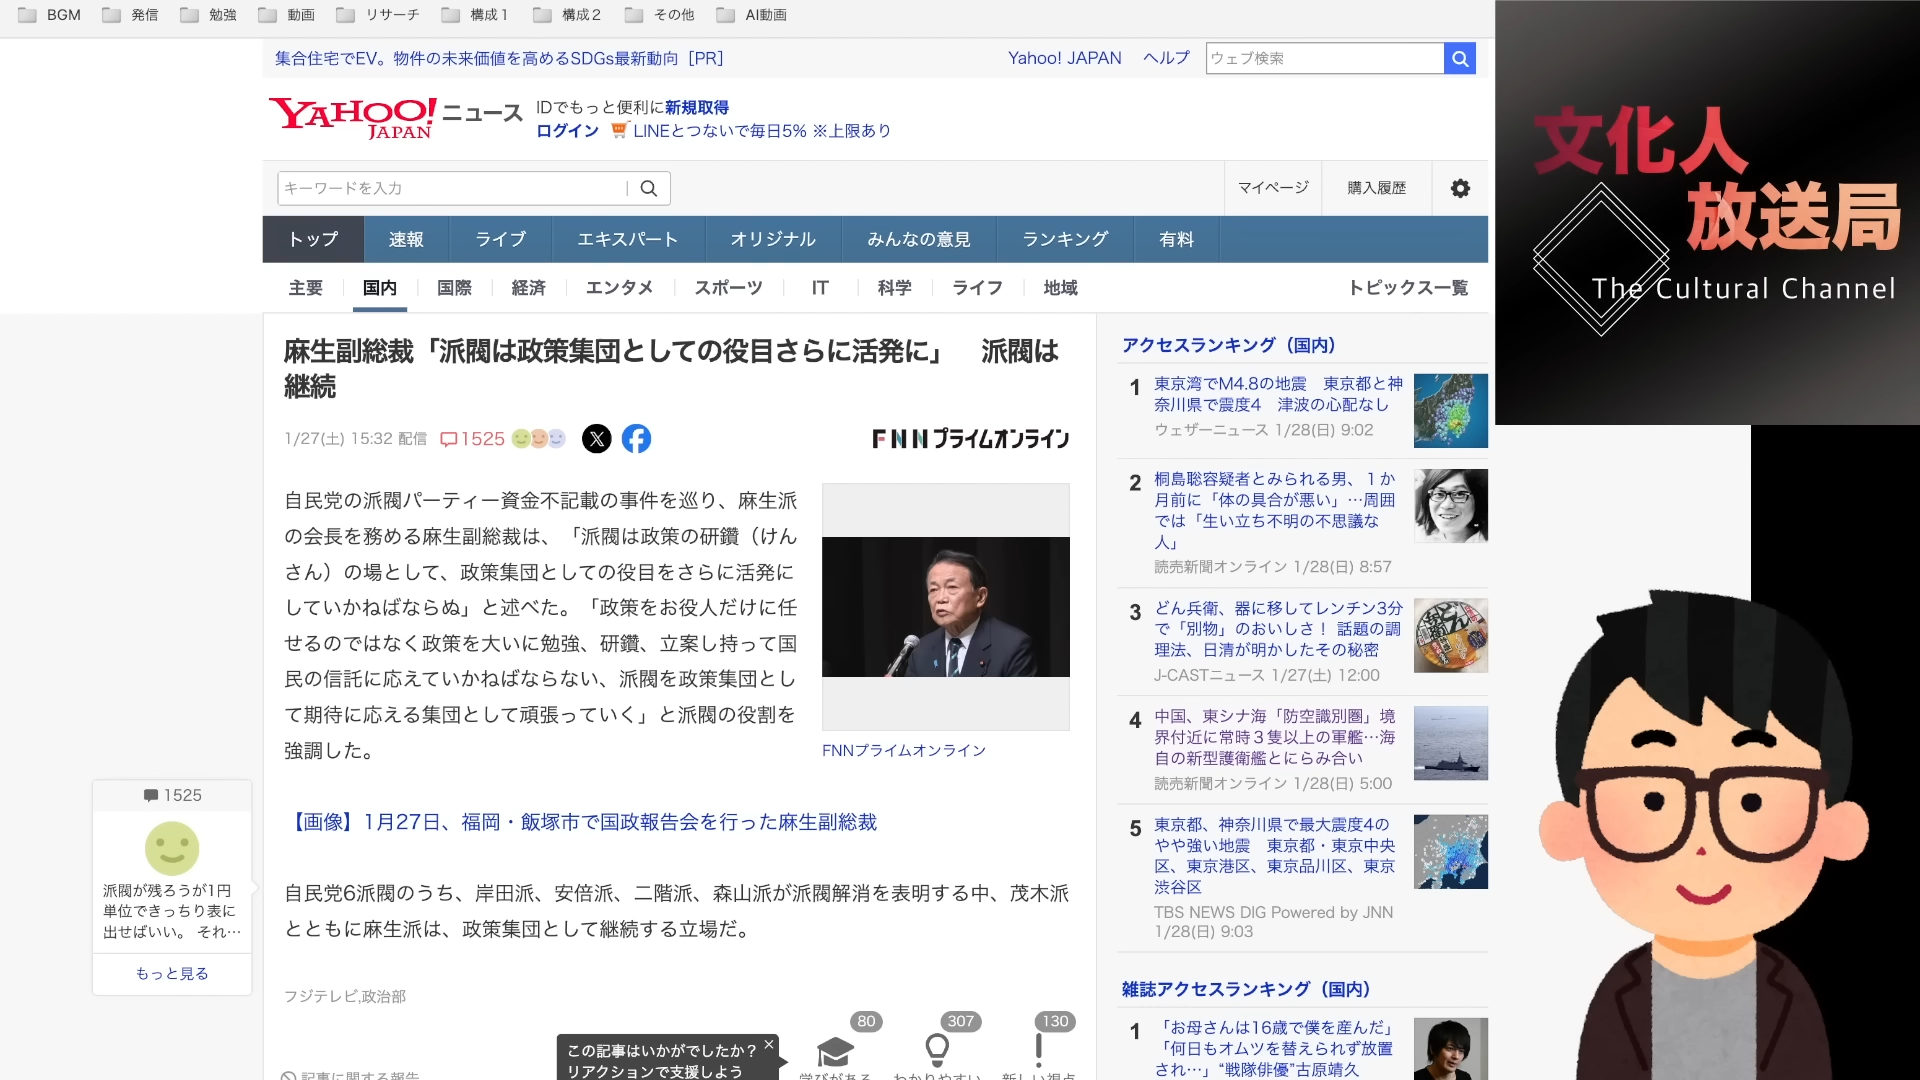 BGM 発信 勉強 動画 リサーチ 構成1 構成2 その他 AI動画
集合住宅でEV。物件の未来価値を高めるSDGs最新動向［PR］
Yahoo! JAPAN ヘルプ ウェブ検索
YAHOO! JAPAN ニュース
IDでもっと便利に新規取得
ログイン LINEとつないで毎日5% ※上限あり
キーワードを入力
マイページ 購入履歴
トップ 速報 ライブ エキスパート オリジナル みんなの意見 ランキング 有料
主要 国内 国際 経済 エンタメ スポーツ IT 科学 ライフ 地域 トピックス一覧
麻生副総裁「派閥は政策集団としての役目さらに活発に」　派閥は
継続
1/27(土) 15:32 配信 1525
FNNプライムオンライン
自民党の派閥パーティー資金不記載の事件を巡り、麻生派
の会長を務める麻生副総裁は、「派閥は政策の研鑽（けん
さん）の場として、政策集団としての役目をさらに活発に
していかねばならぬ」と述べた。「政策をお役人だけに任
せるのではなく政策を大いに勉強、研鑽、立案し持って国
民の信託に応えていかねばならない、派閥を政策集団とし
て期待に応える集団として頑張っていく」と派閥の役割を
強調した。
FNNプライムオンライン
【画像】1月27日、福岡・飯塚市で国政報告会を行った麻生副総裁
自民党6派閥のうち、岸田派、安倍派、二階派、森山派が派閥解消を表明する中、茂木派
とともに麻生派は、政策集団として継続する立場だ。
フジテレビ,政治部
この記事はいかがでしたか？
リアクションで支援しよう
80 307 130
学びがある わかりやすい 新しい視点
記事に関する報告
1525
派閥が残ろうが1円
単位できっちり表に
出せばいい。 それ…
もっと見る
アクセスランキング（国内）
1
東京湾でM4.8の地震　東京都と神
奈川県で震度4　津波の心配なし
ウェザーニュース 1/28(日) 9:02
2
桐島聡容疑者とみられる男、１か
月前に「体の具合が悪い」…周囲
では「生い立ち不明の不思議な
人」
読売新聞オンライン 1/28(日) 8:57
3
どん兵衛、器に移してレンチン3分
で「別物」のおいしさ！ 話題の調
理法、日清が明かしたその秘密
J-CASTニュース 1/27(土) 12:00
4
中国、東シナ海「防空識別圏」境
界付近に常時３隻以上の軍艦…海
自の新型護衛艦とにらみ合い
読売新聞オンライン 1/28(日) 5:00
5
東京都、神奈川県で最大震度4の
やや強い地震　東京都・東京中央
区、東京港区、東京品川区、東京
渋谷区
TBS NEWS DIG Powered by JNN
1/28(日) 9:03
雑誌アクセスランキング（国内）
1
「お母さんは16歳で僕を産んだ」
「何日もオムツを替えられず放置
され…」“戦隊俳優”古原靖久
文化人
放送局
The Cultural Channel